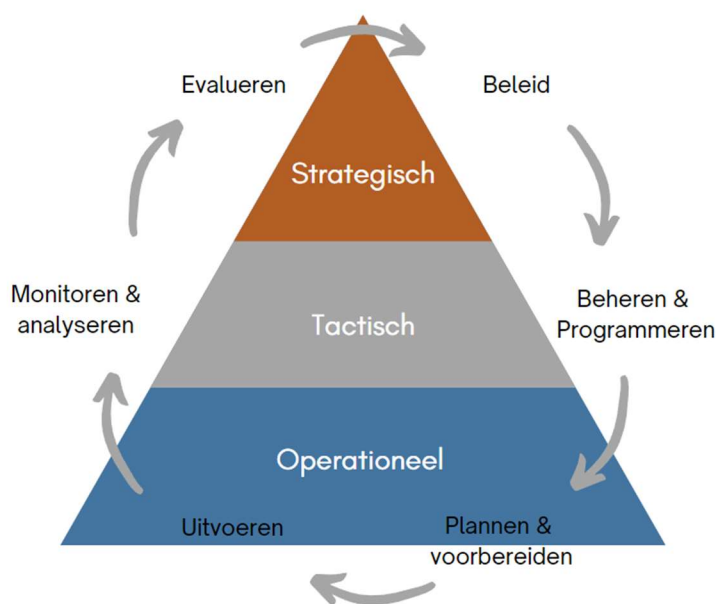 Evalueren
Beleid
Strategisch
Monitoren &
analyseren
Tactisch
Beheren &
Programmeren
Operationeel
Uitvoeren
Plannen &
voorbereiden